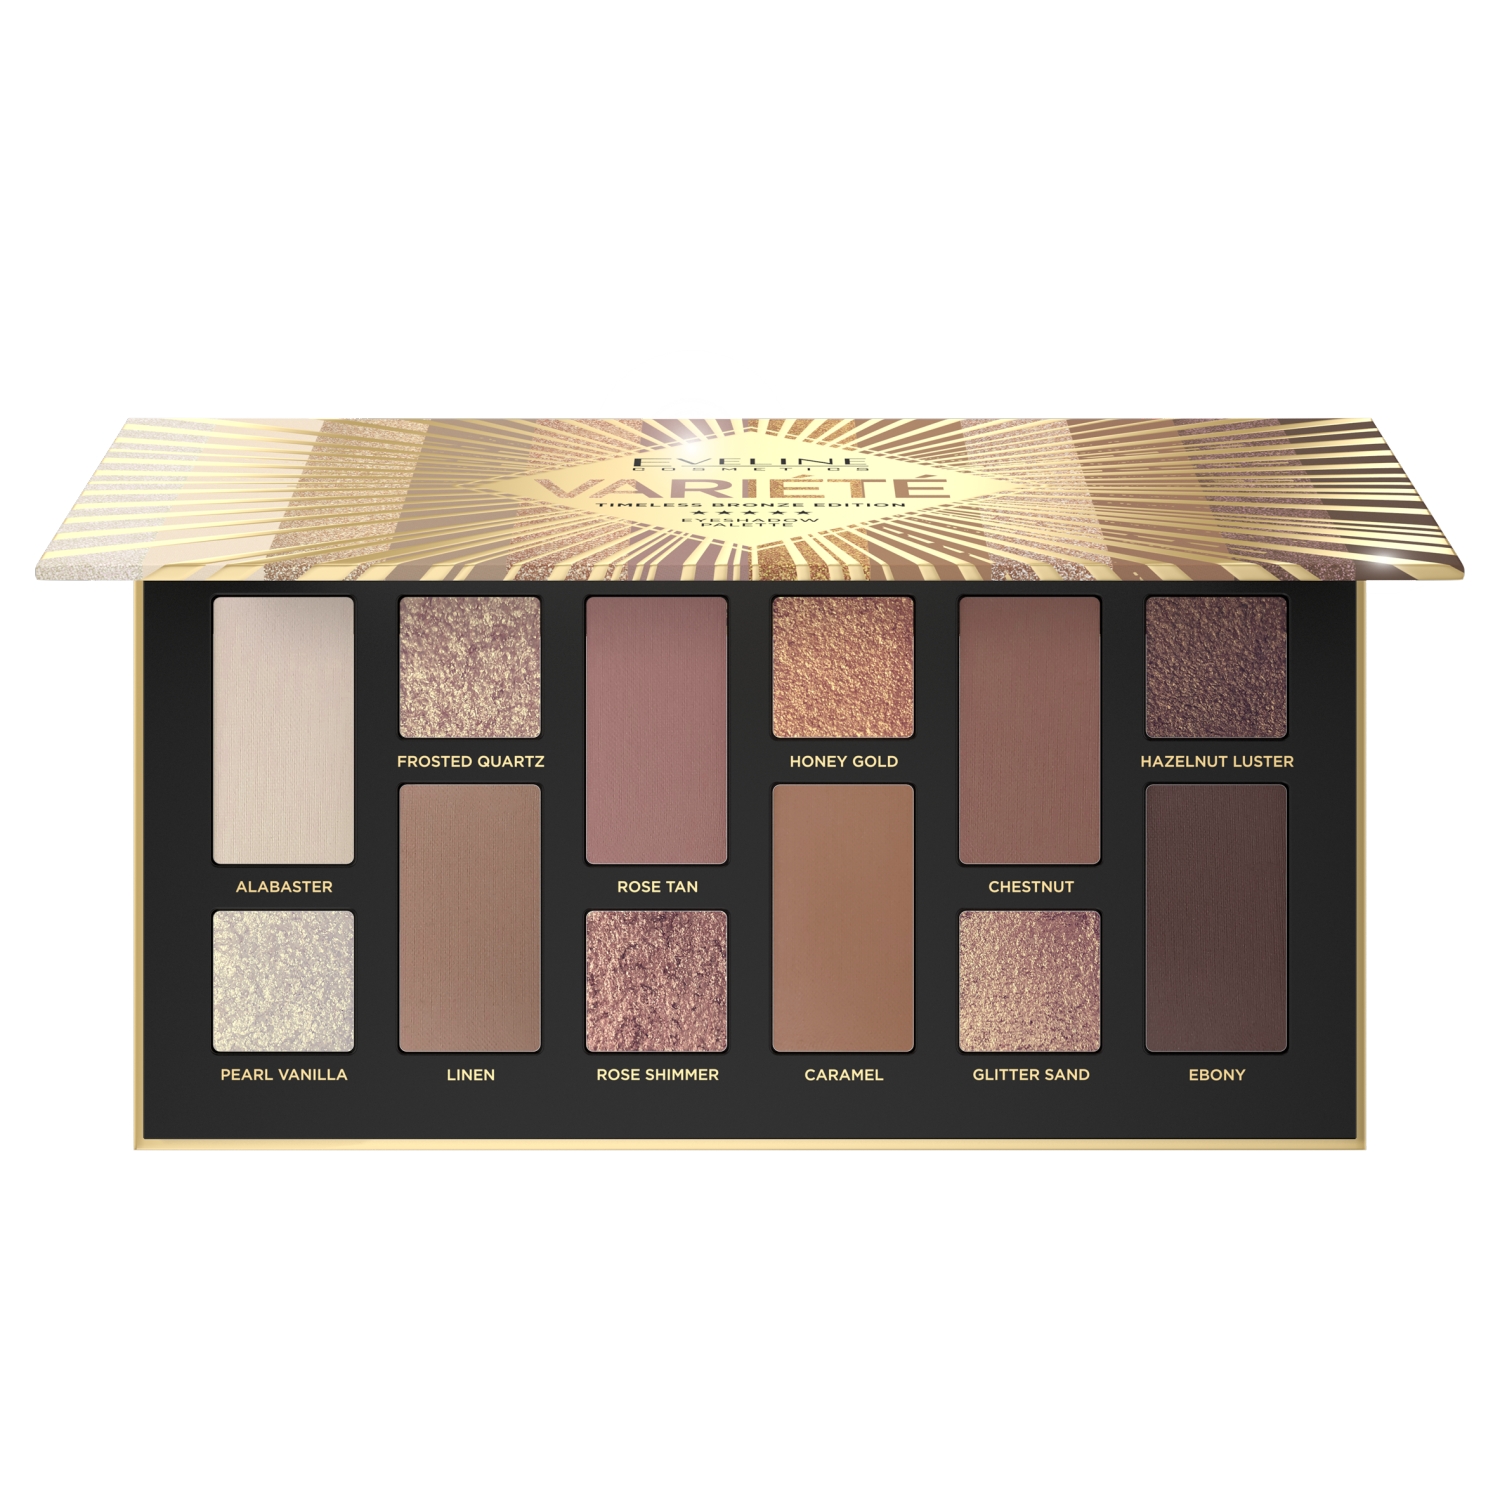 EVELINE
COSMETICS
VARIÉTÉ
TIMELESS BRONZE EDITION
EYESHADOW
PALETTE
FROSTED QUARTZ
HONEY GOLD
HAZELNUT LUSTER
ALABASTER
ROSE TAN
CHESTNUT
PEARL VANILLA
LINEN
ROSE SHIMMER
CARAMEL
GLITTER SAND
EBONY